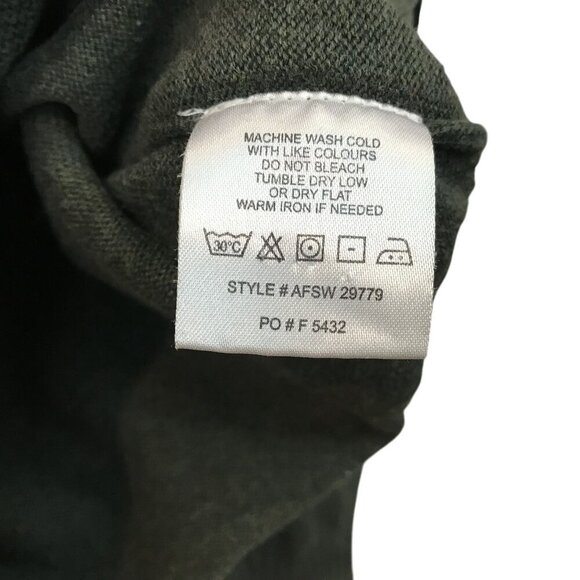 MACHINE WASH COLD
WITH LIKE COLOURS
DO NOT BLEACH
TUMBLE DRY LOW
OR DRY FLAT
WARM IRON IF NEEDED
30°C
STYLE # AFSW 29779
PO # F 5432